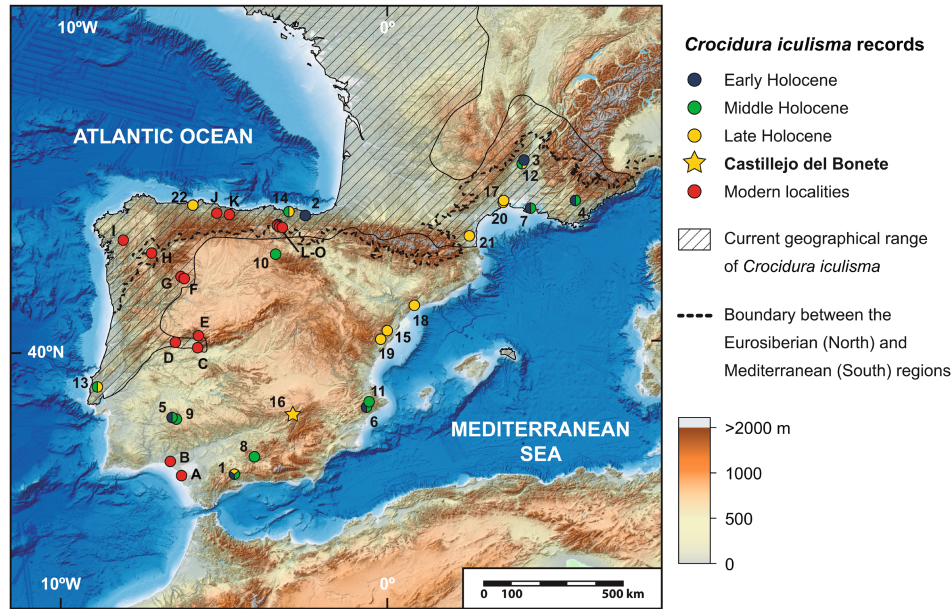 10ºW
0º
ATLANTIC OCEAN
3
12
17
20
7
4
22
J
K
14
2
I
H
L-O
21
10
G
F
18
E
15
D
C
19
40ºN
13
16
11
5
9
6
MEDITERRANEAN
SEA
B
8
A
1
10ºW
0º
0
100
500 km
Crocidura iculisma records
Early Holocene
Middle Holocene
Late Holocene
Castillejo del Bonete
Modern localities
Current geographical range
of Crocidura iculisma
Boundary between the
Eurosiberian (North) and
Mediterranean (South) regions
>2000 m
1000
500
0